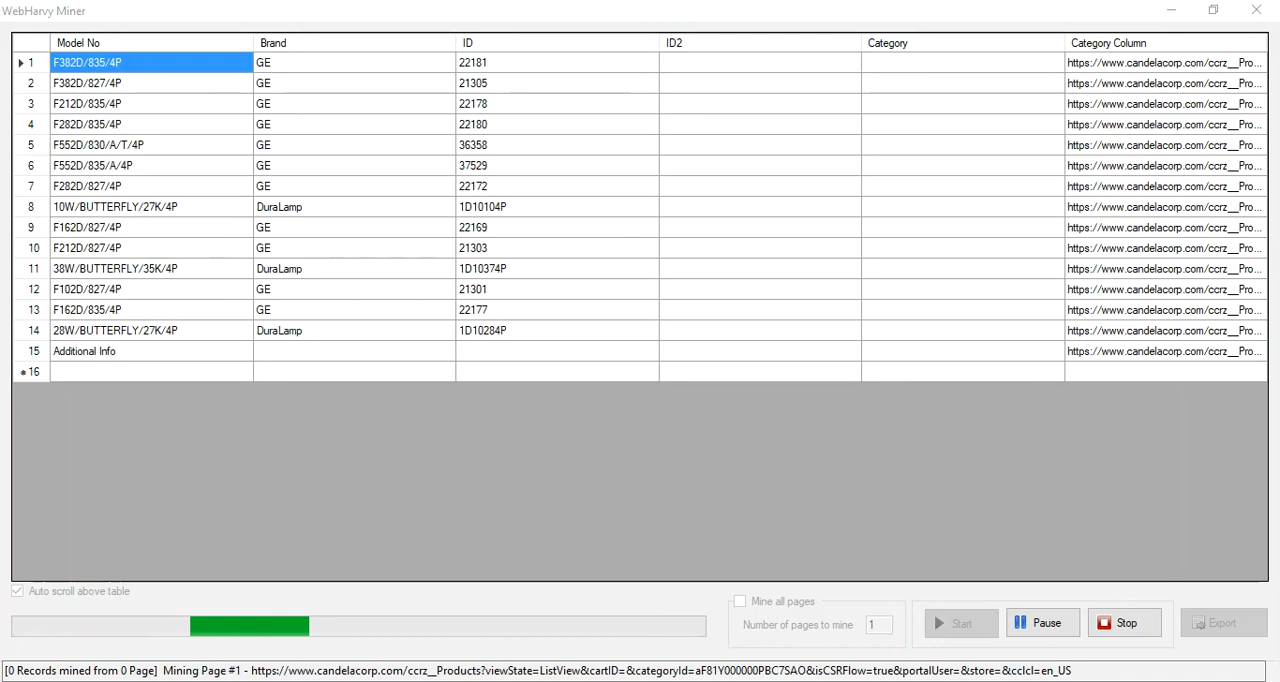 WebHarvy Miner
Model No Brand ID ID2 Category Category Column
1 F382D/835/4P GE 22181 https://www.candelacorp.com/ccrz__Pro...
2 F382D/827/4P GE 21305 https://www.candelacorp.com/ccrz__Pro...
3 F212D/835/4P GE 22178 https://www.candelacorp.com/ccrz__Pro...
4 F282D/835/4P GE 22180 https://www.candelacorp.com/ccrz__Pro...
5 F552D/830/A/T/4P GE 36358 https://www.candelacorp.com/ccrz__Pro...
6 F552D/835/A/4P GE 37529 https://www.candelacorp.com/ccrz__Pro...
7 F282D/827/4P GE 22172 https://www.candelacorp.com/ccrz__Pro...
8 10W/BUTTERFLY/27K/4P DuraLamp 1D10104P https://www.candelacorp.com/ccrz__Pro...
9 F162D/827/4P GE 22169 https://www.candelacorp.com/ccrz__Pro...
10 F212D/827/4P GE 21303 https://www.candelacorp.com/ccrz__Pro...
11 38W/BUTTERFLY/35K/4P DuraLamp 1D10374P https://www.candelacorp.com/ccrz__Pro...
12 F102D/827/4P GE 21301 https://www.candelacorp.com/ccrz__Pro...
13 F162D/835/4P GE 22177 https://www.candelacorp.com/ccrz__Pro...
14 28W/BUTTERFLY/27K/4P DuraLamp 1D10284P https://www.candelacorp.com/ccrz__Pro...
15 Additional Info https://www.candelacorp.com/ccrz__Pro...
16
Auto scroll above table
Mine all pages
Number of pages to mine 1
Start Pause Stop Export
[0 Records mined from 0 Page] Mining Page #1 - https://www.candelacorp.com/ccrz__Products?viewState=ListView&cartID=&categoryId=aF81Y000000PBC7SAO&isCSRFlow=true&portalUser=&store=&cclcl=en_US